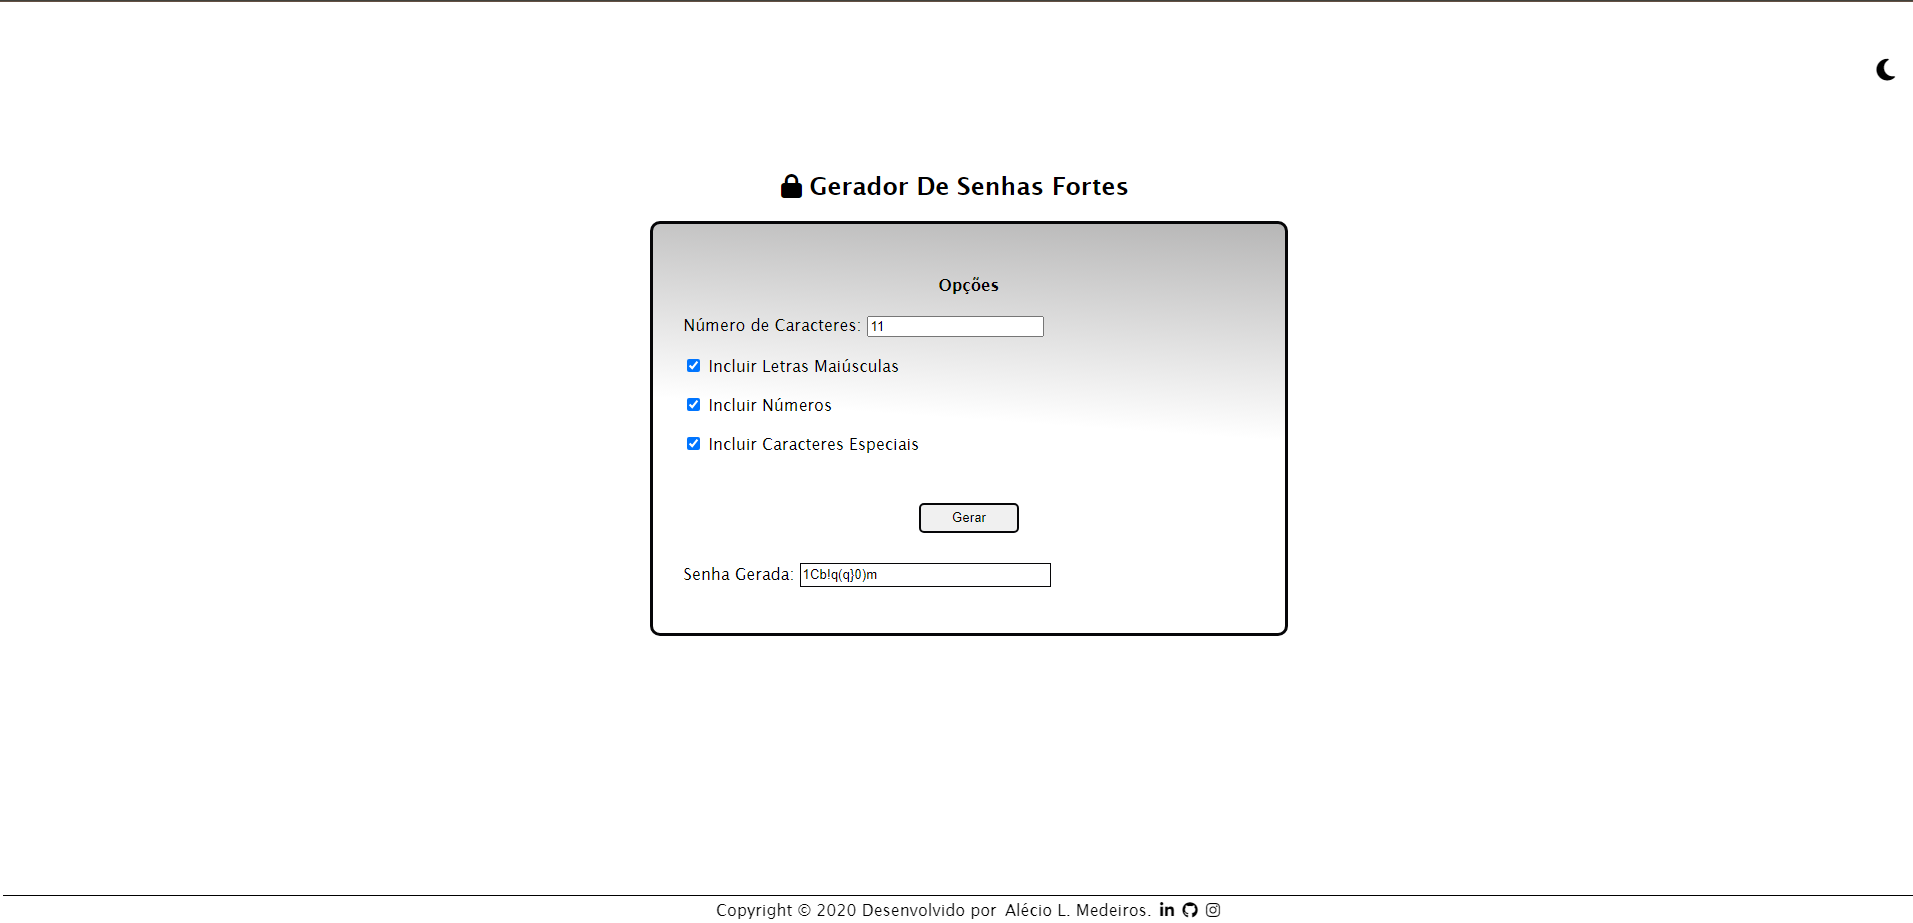 Gerador De Senhas Fortes
Opções
Número de Caracteres: 11
Incluir Letras Maiúsculas
Incluir Números
Incluir Caracteres Especiais
Gerar
Senha Gerada: 1Cb!q(q}0)m
Copyright © 2020 Desenvolvido por Alécio L. Medeiros. in